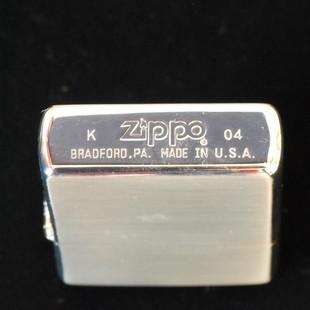 K Zippo® 04
BRADFORD,PA. MADE IN U.S.A.